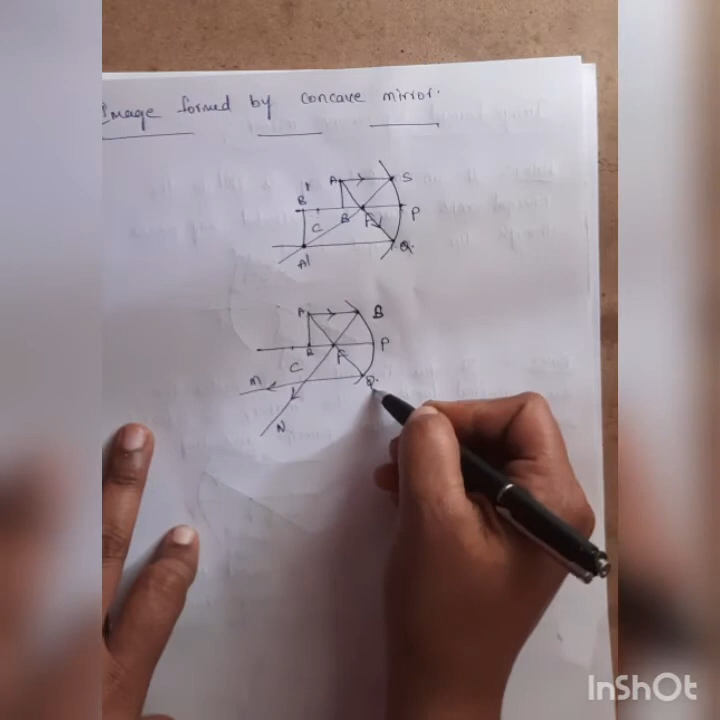 Image formed by concave mirror.
A S
B' B F P
C
A' Q.
A B
B F P
C
M Q.
N.
InShOt